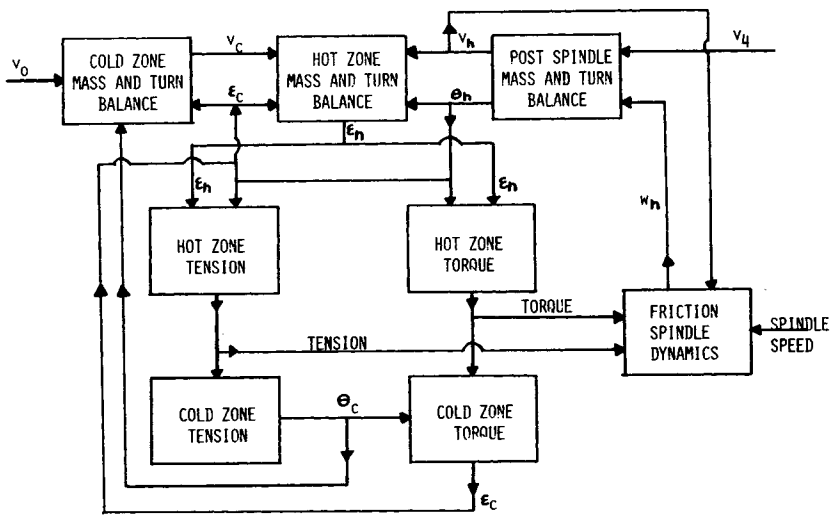 COLD ZONE
MASS AND TURN
BALANCE
HOT ZONE
MASS AND TURN
BALANCE
POST SPINDLE
MASS AND TURN
BALANCE
V0
Vc
Vh
V4
εc
θh
εh
εh
εh
Wh
HOT ZONE
TENSION
HOT ZONE
TORQUE
TORQUE
TENSION
FRICTION
SPINDLE
DYNAMICS
SPINDLE
SPEED
COLD ZONE
TENSION
θc
COLD ZONE
TORQUE
εc